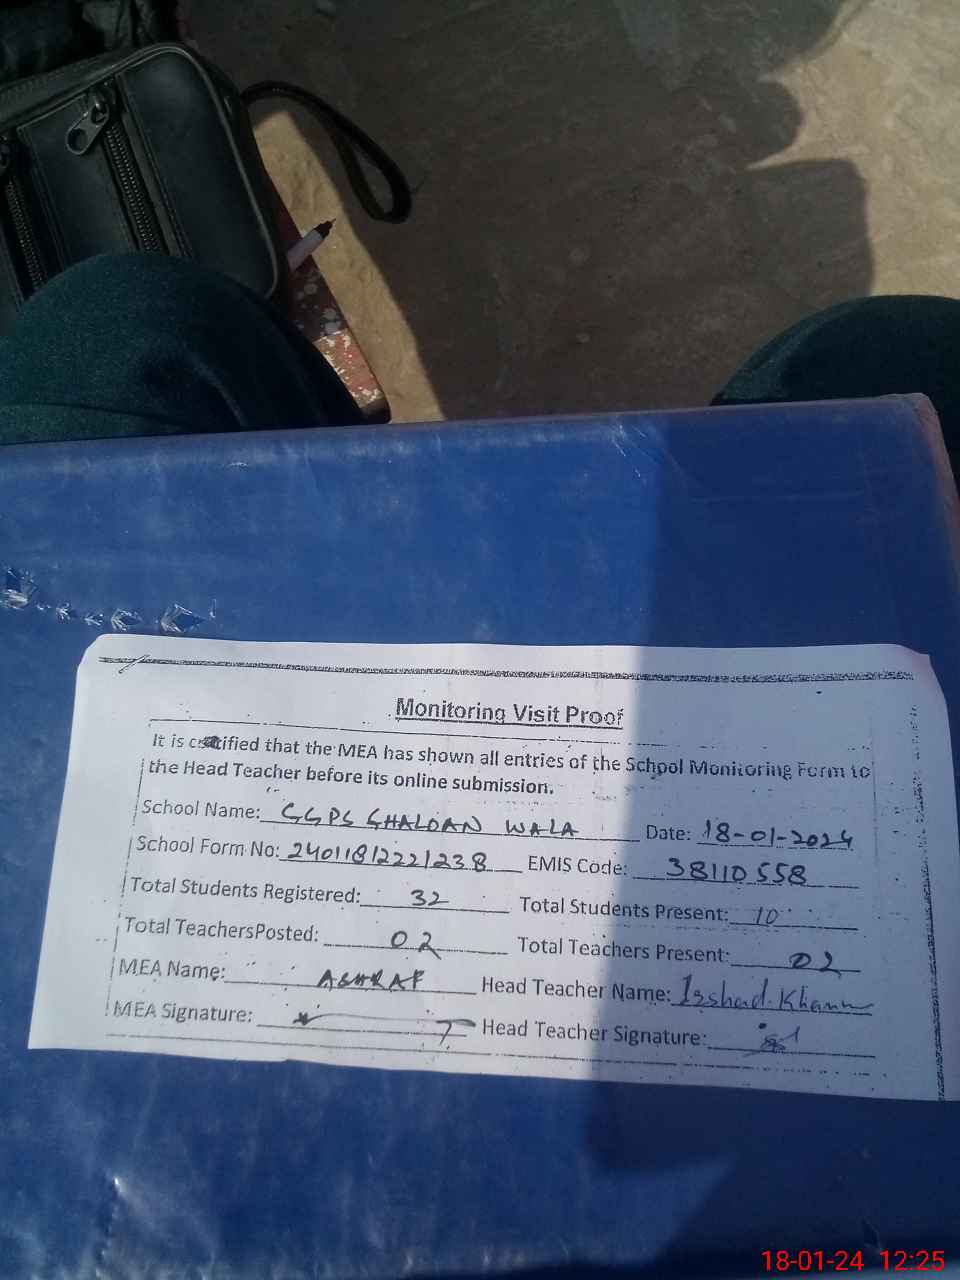 Monitoring Visit Proof
It is certified that the MEA has shown all entries of the School Monitoring Form to
the Head Teacher before its online submission.
School Name: GGPS GHALOAN WALA Date: 18-01-2024
School Form No: 24011812221238 EMIS Code: 38110558
Total Students Registered: 32 Total Students Present: 10
Total TeachersPosted: 02 Total Teachers Present: 02
MEA Name: ASHRAF Head Teacher Name: Irshad Khann
MEA Signature: Head Teacher Signature:
18-01-24 12:25